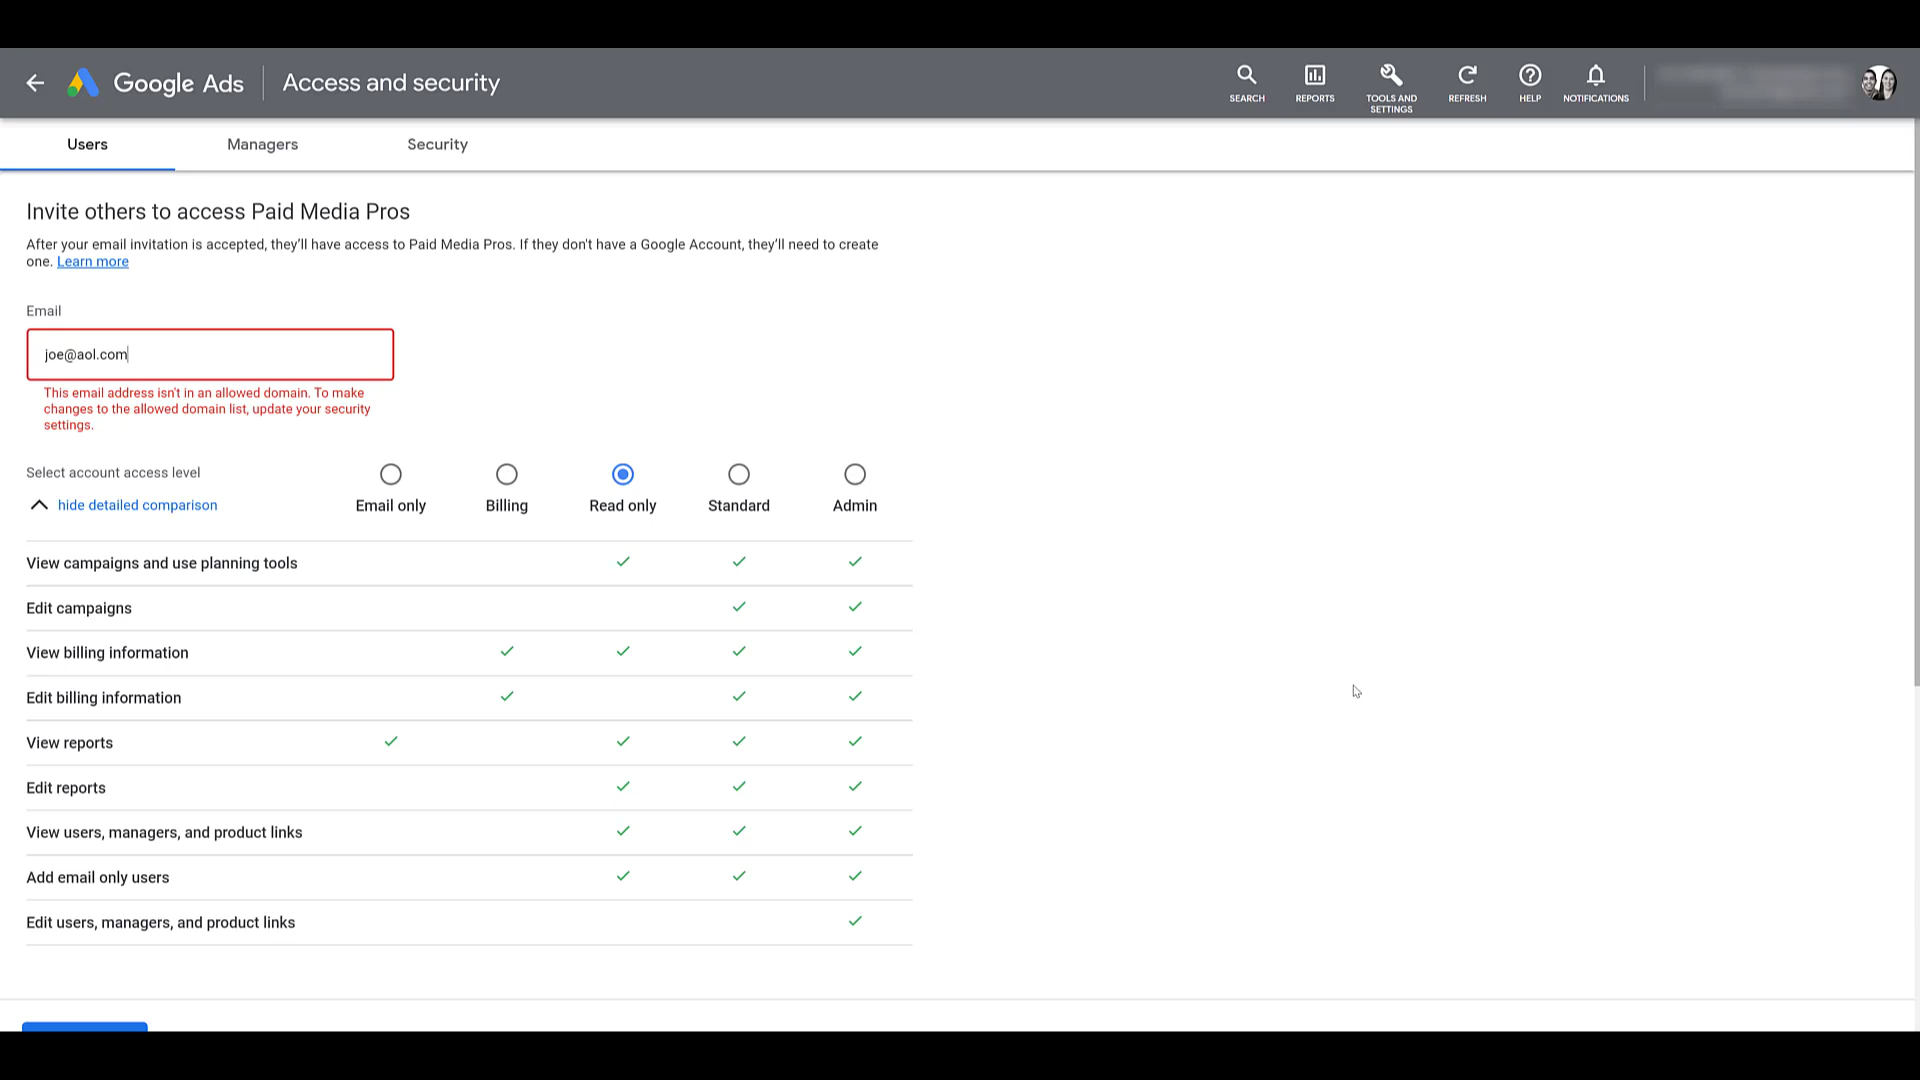 Google Ads
Access and security
SEARCH
REPORTS
TOOLS AND
SETTINGS
REFRESH
HELP
NOTIFICATIONS
Users
Managers
Security
Invite others to access Paid Media Pros
After your email invitation is accepted, they'll have access to Paid Media Pros. If they don't have a Google Account, they'll need to create
one. Learn more
Email
joe@aol.com
This email address isn't in an allowed domain. To make
changes to the allowed domain list, update your security
settings.
Select account access level
hide detailed comparison
Email only
Billing
Read only
Standard
Admin
View campaigns and use planning tools
Edit campaigns
View billing information
Edit billing information
View reports
Edit reports
View users, managers, and product links
Add email only users
Edit users, managers, and product links